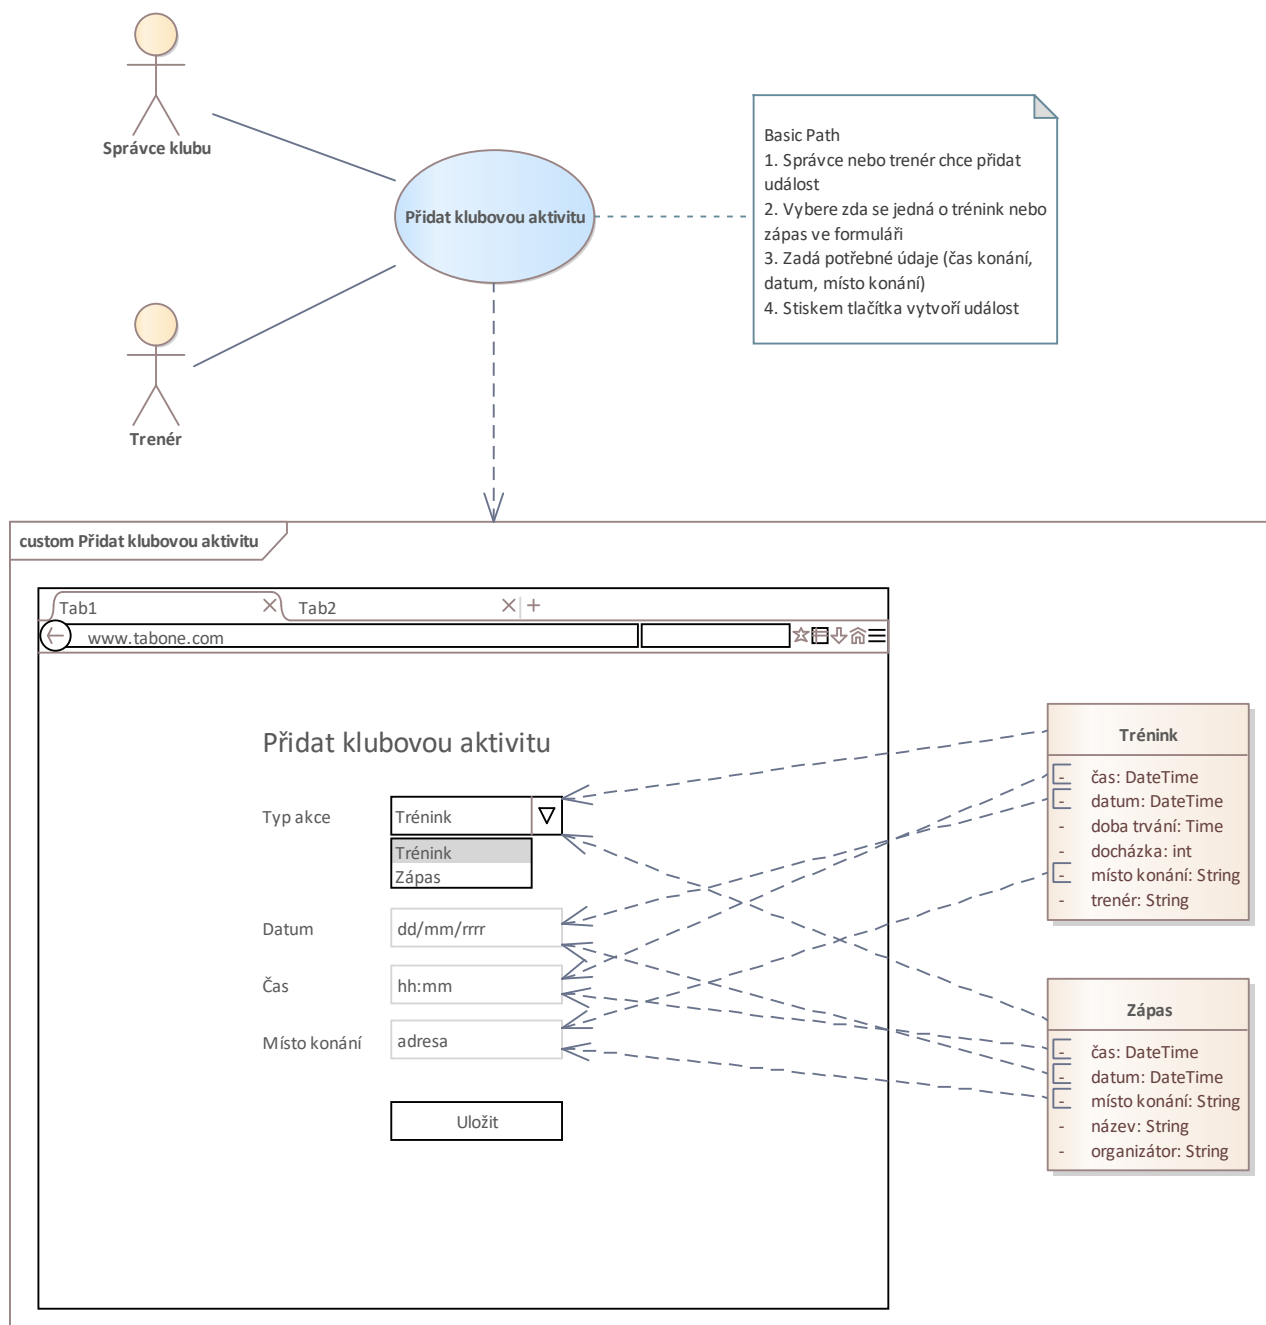 Správce klubu
Přidat klubovou aktivitu
Basic Path
1. Správce nebo trenér chce přidat
událost
2. Vybere zda se jedná o trénink nebo
zápas ve formuláři
3. Zadá potřebné údaje (čas konání,
datum, místo konání)
4. Stiskem tlačítka vytvoří událost
Trenér
custom Přidat klubovou aktivitu
Tab1
Tab2
www.tabone.com
Přidat klubovou aktivitu
Typ akce
Trénink
Trénink
Zápas
Datum
dd/mm/rrrr
Čas
hh:mm
Místo konání
adresa
Uložit
Trénink
- čas: DateTime
- datum: DateTime
- doba trvání: Time
- docházka: int
- místo konání: String
- trenér: String
Zápas
- čas: DateTime
- datum: DateTime
- místo konání: String
- název: String
- organizátor: String